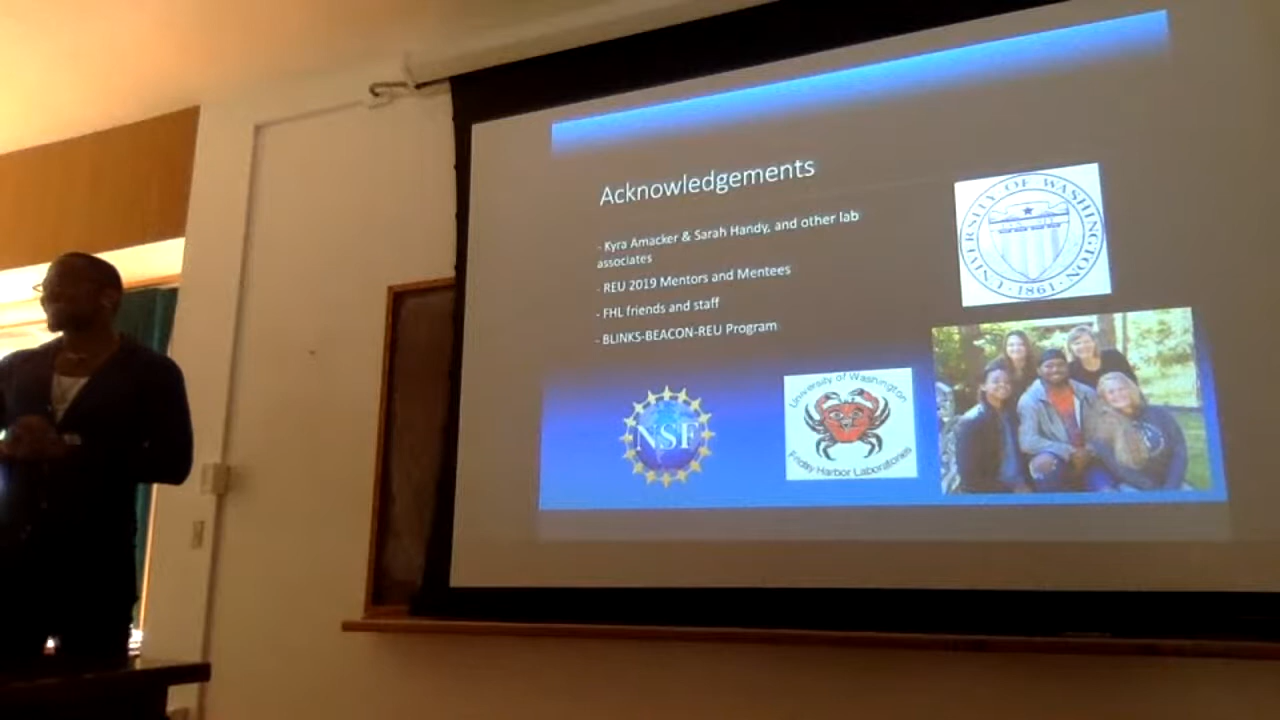 Acknowledgements
- Kyra Amacker & Sarah Handy, and other lab
associates
- REU 2019 Mentors and Mentees
- FHL friends and staff
- BLINKS-BEACON-REU Program
UNIVERSITY OF WASHINGTON
· 1861 ·
NSF
University of Washington
Friday Harbor Laboratories